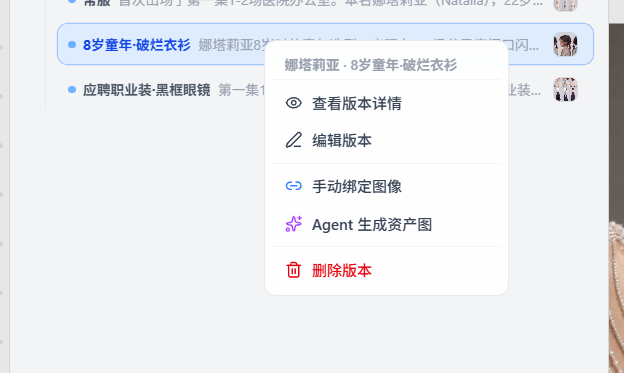 常服 首次出场于第一集1-2场医院办公室。本名娜塔莉亚（Natalia），22岁...
8岁童年·破烂衣衫 娜塔莉亚8岁
口闪...
娜塔莉亚 · 8岁童年·破烂衣衫
应聘职业装·黑框眼镜 第一集1
业装...
查看版本详情
编辑版本
手动绑定图像
Agent 生成资产图
删除版本